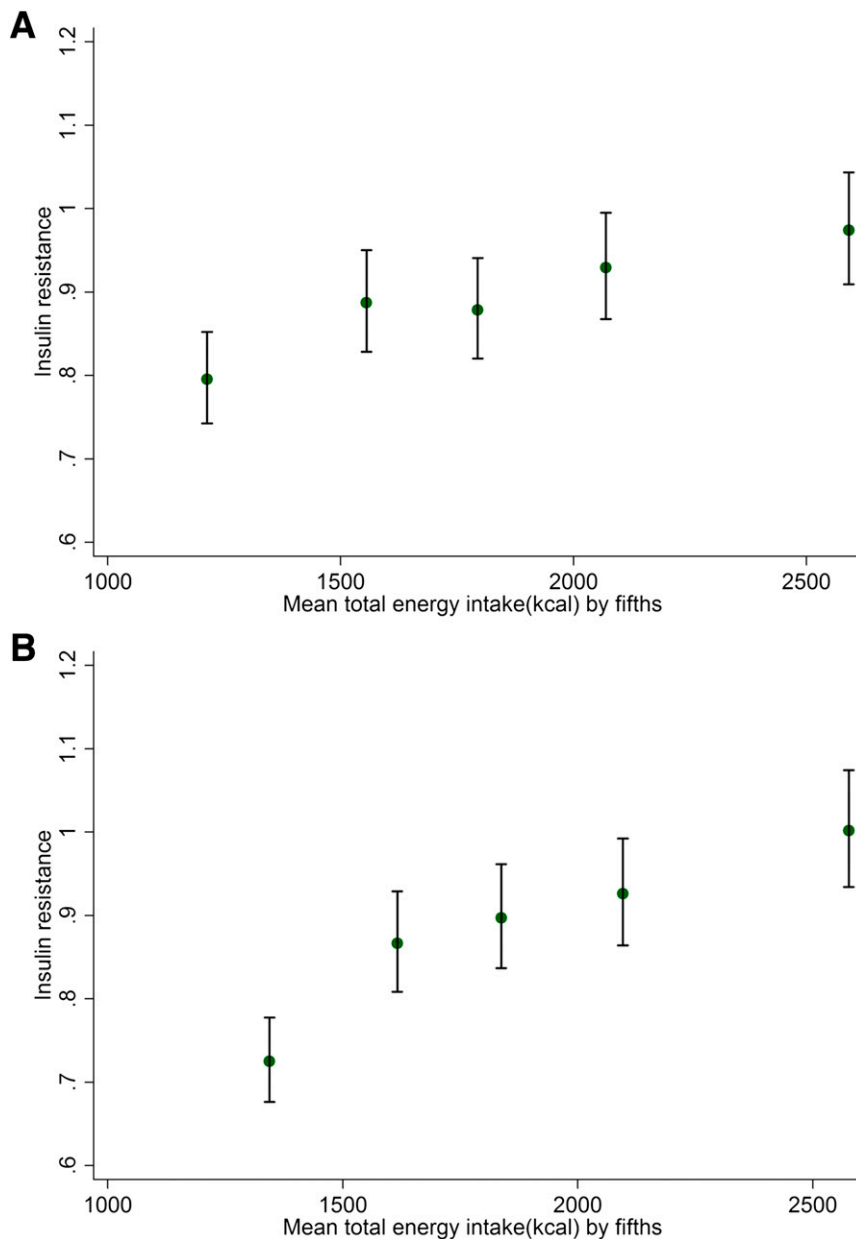 A
Insulin resistance
1.2
1.1
1
.9
.8
.7
.6
1000 1500 2000 2500
Mean total energy intake(kcal) by fifths
B
Insulin resistance
1.2
1.1
1
.9
.8
.7
.6
1000 1500 2000 2500
Mean total energy intake(kcal) by fifths